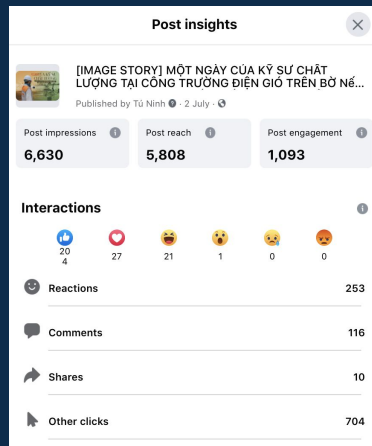 Post insights
[IMAGE STORY] MỘT NGÀY CỦA KỸ SƯ CHẤT
LƯỢNG TẠI CÔNG TRƯỜNG ĐIỆN GIÓ TRÊN BỜ Nế...
Published by Tú Ninh · 2 July ·
Post impressions
Post reach
Post engagement
6,630
5,808
1,093
Interactions
20
4
27
21
1
0
0
Reactions
253
Comments
116
Shares
10
Other clicks
704